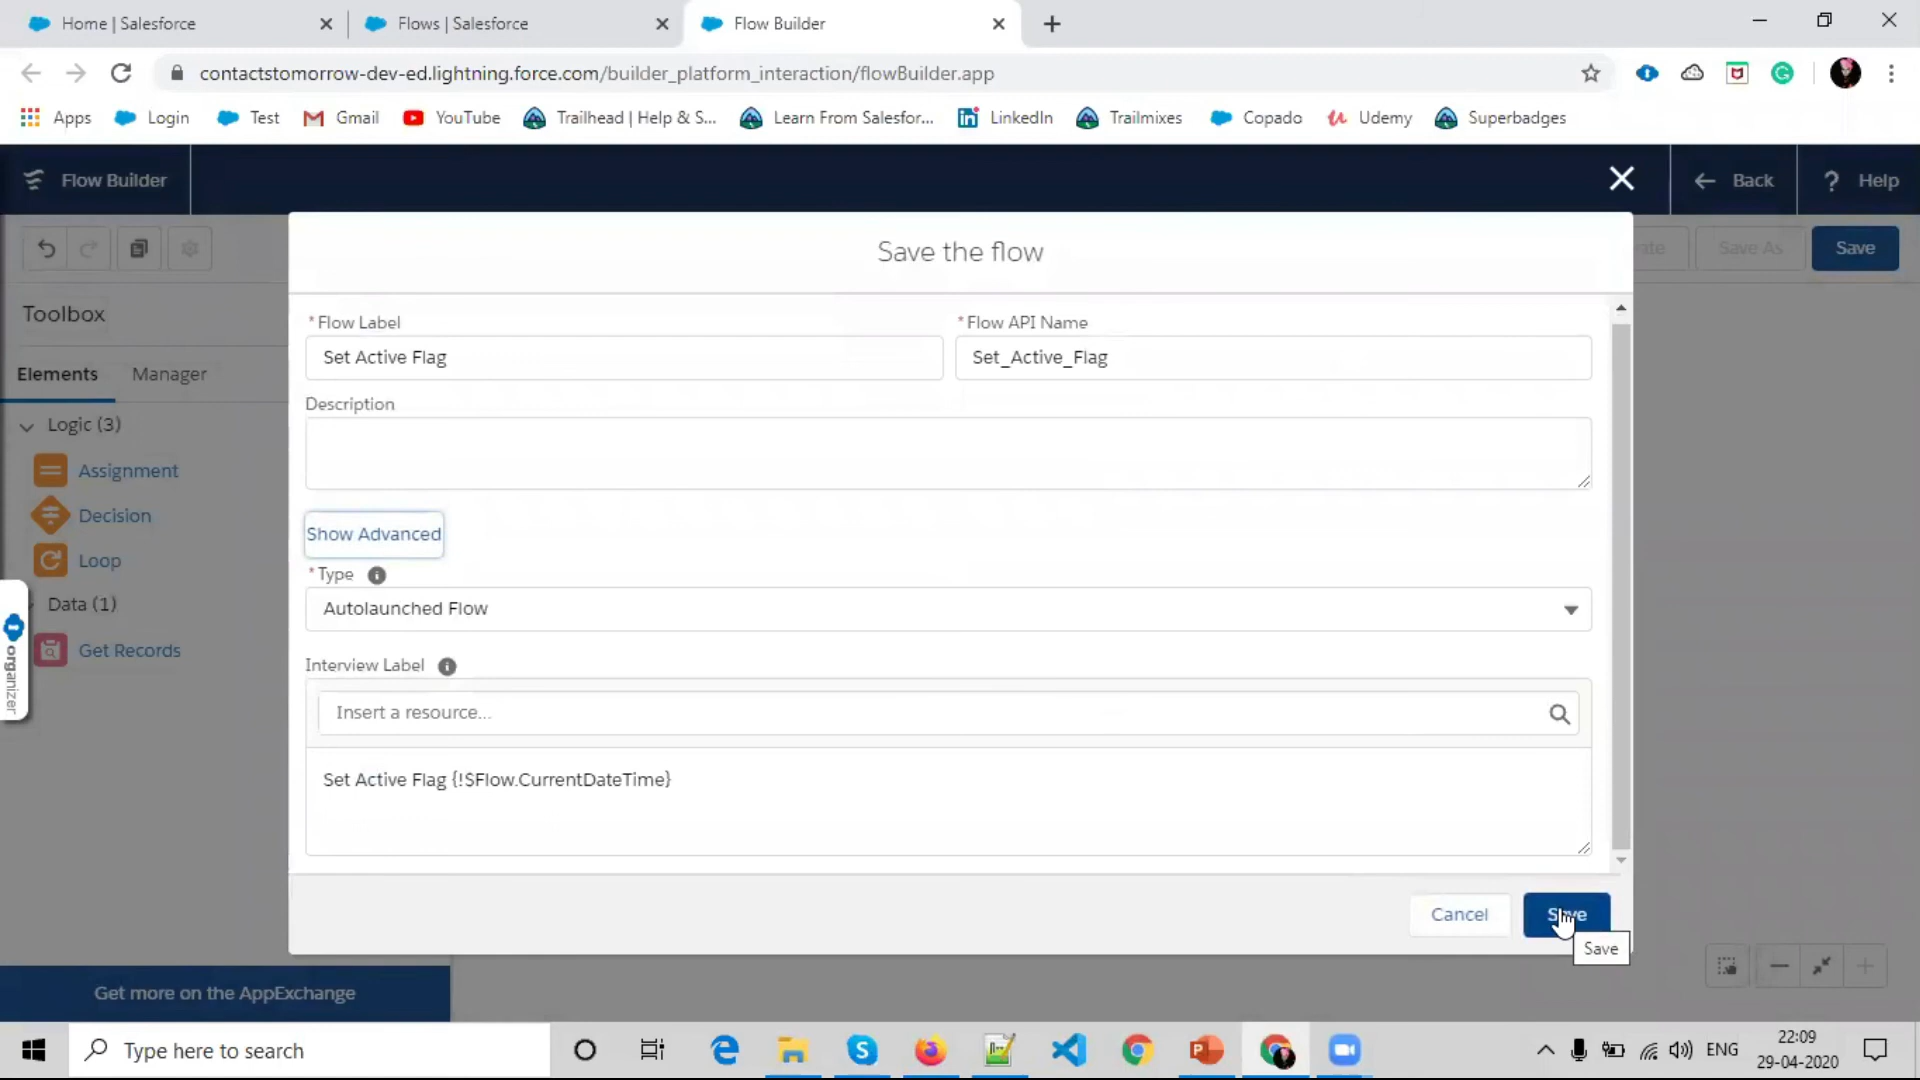 Home | Salesforce
Flows | Salesforce
Flow Builder
contactstomorrow-dev-ed.lightning.force.com/builder_platform_interaction/flowBuilder.app
Apps
Login
Test
Gmail
YouTube
Trailhead | Help & S...
Learn From Salesfor...
LinkedIn
Trailmixes
Copado
Udemy
Superbadges
Flow Builder
Back
? Help
Save As
Save
Toolbox
Elements
Manager
Logic (3)
Assignment
Decision
Loop
Data (1)
Get Records
organizer
Get more on the AppExchange
Save the flow
*Flow Label
Set Active Flag
*Flow API Name
Set_Active_Flag
Description
Show Advanced
*Type
Autolaunched Flow
Interview Label
Insert a resource...
Set Active Flag {!$Flow.CurrentDateTime}
Cancel
Save
Save
Type here to search
ENG
22:09
29-04-2020